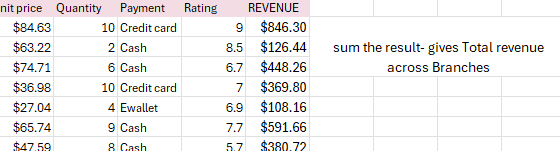 nit price Quantity Payment Rating REVENUE
$84.63 10 Credit card 9 $846.30
$63.22 2 Cash 8.5 $126.44
sum the result- gives Total revenue
across Branches
$74.71 6 Cash 6.7 $448.26
$36.98 10 Credit card 7 $369.80
$27.04 4 Ewallet 6.9 $108.16
$65.74 9 Cash 7.7 $591.66
$47.59 8 Cash 5.7 $380.72